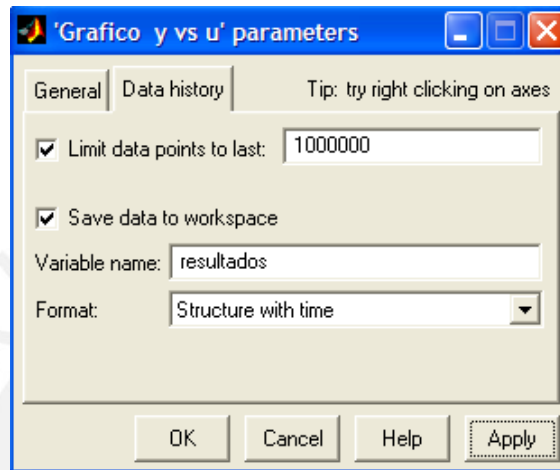 'Grafico y vs u' parameters
General Data history Tip: try right clicking on axes
Limit data points to last: 1000000
Save data to workspace
Variable name: resultados
Format: Structure with time
OK Cancel Help Apply